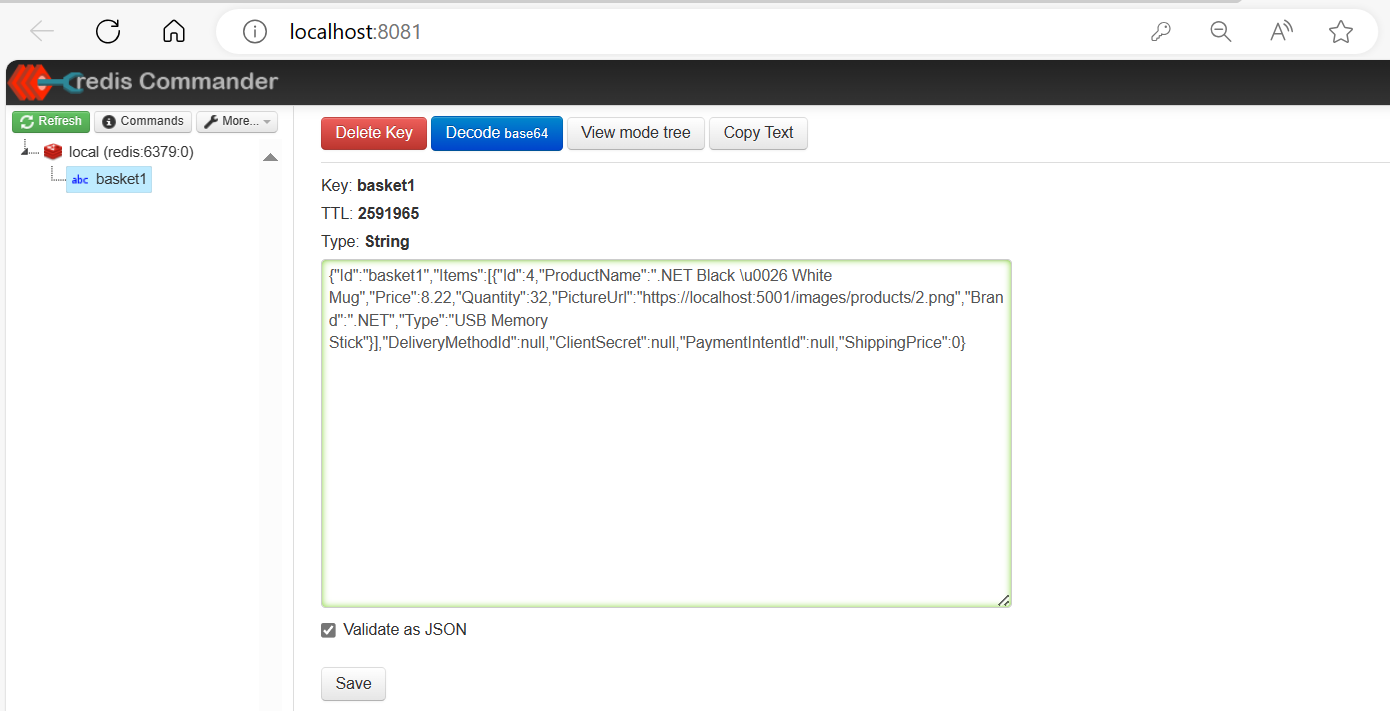 localhost:8081
redis Commander
Refresh
Commands
More...
local (redis:6379:0)
abc basket1
Delete Key
Decode base64
View mode tree
Copy Text
Key: basket1
TTL: 2591965
Type: String
{"Id":"basket1","Items":[{"Id":4,"ProductName":".NET Black \u0026 White
Mug","Price":8.22,"Quantity":32,"PictureUrl":"https://localhost:5001/images/products/2.png","Bran
d":".NET","Type":"USB Memory
Stick"}],"DeliveryMethodId":null,"ClientSecret":null,"PaymentIntentId":null,"ShippingPrice":0}
Validate as JSON
Save